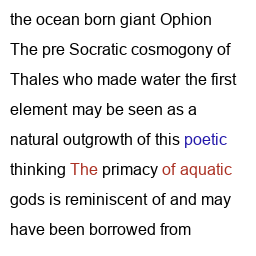 the ocean born giant Ophion
The pre Socratic cosmogony of
Thales who made water the first
element may be seen as a
natural outgrowth of this poetic
thinking The primacy of aquatic
gods is reminiscent of and may
have been borrowed from